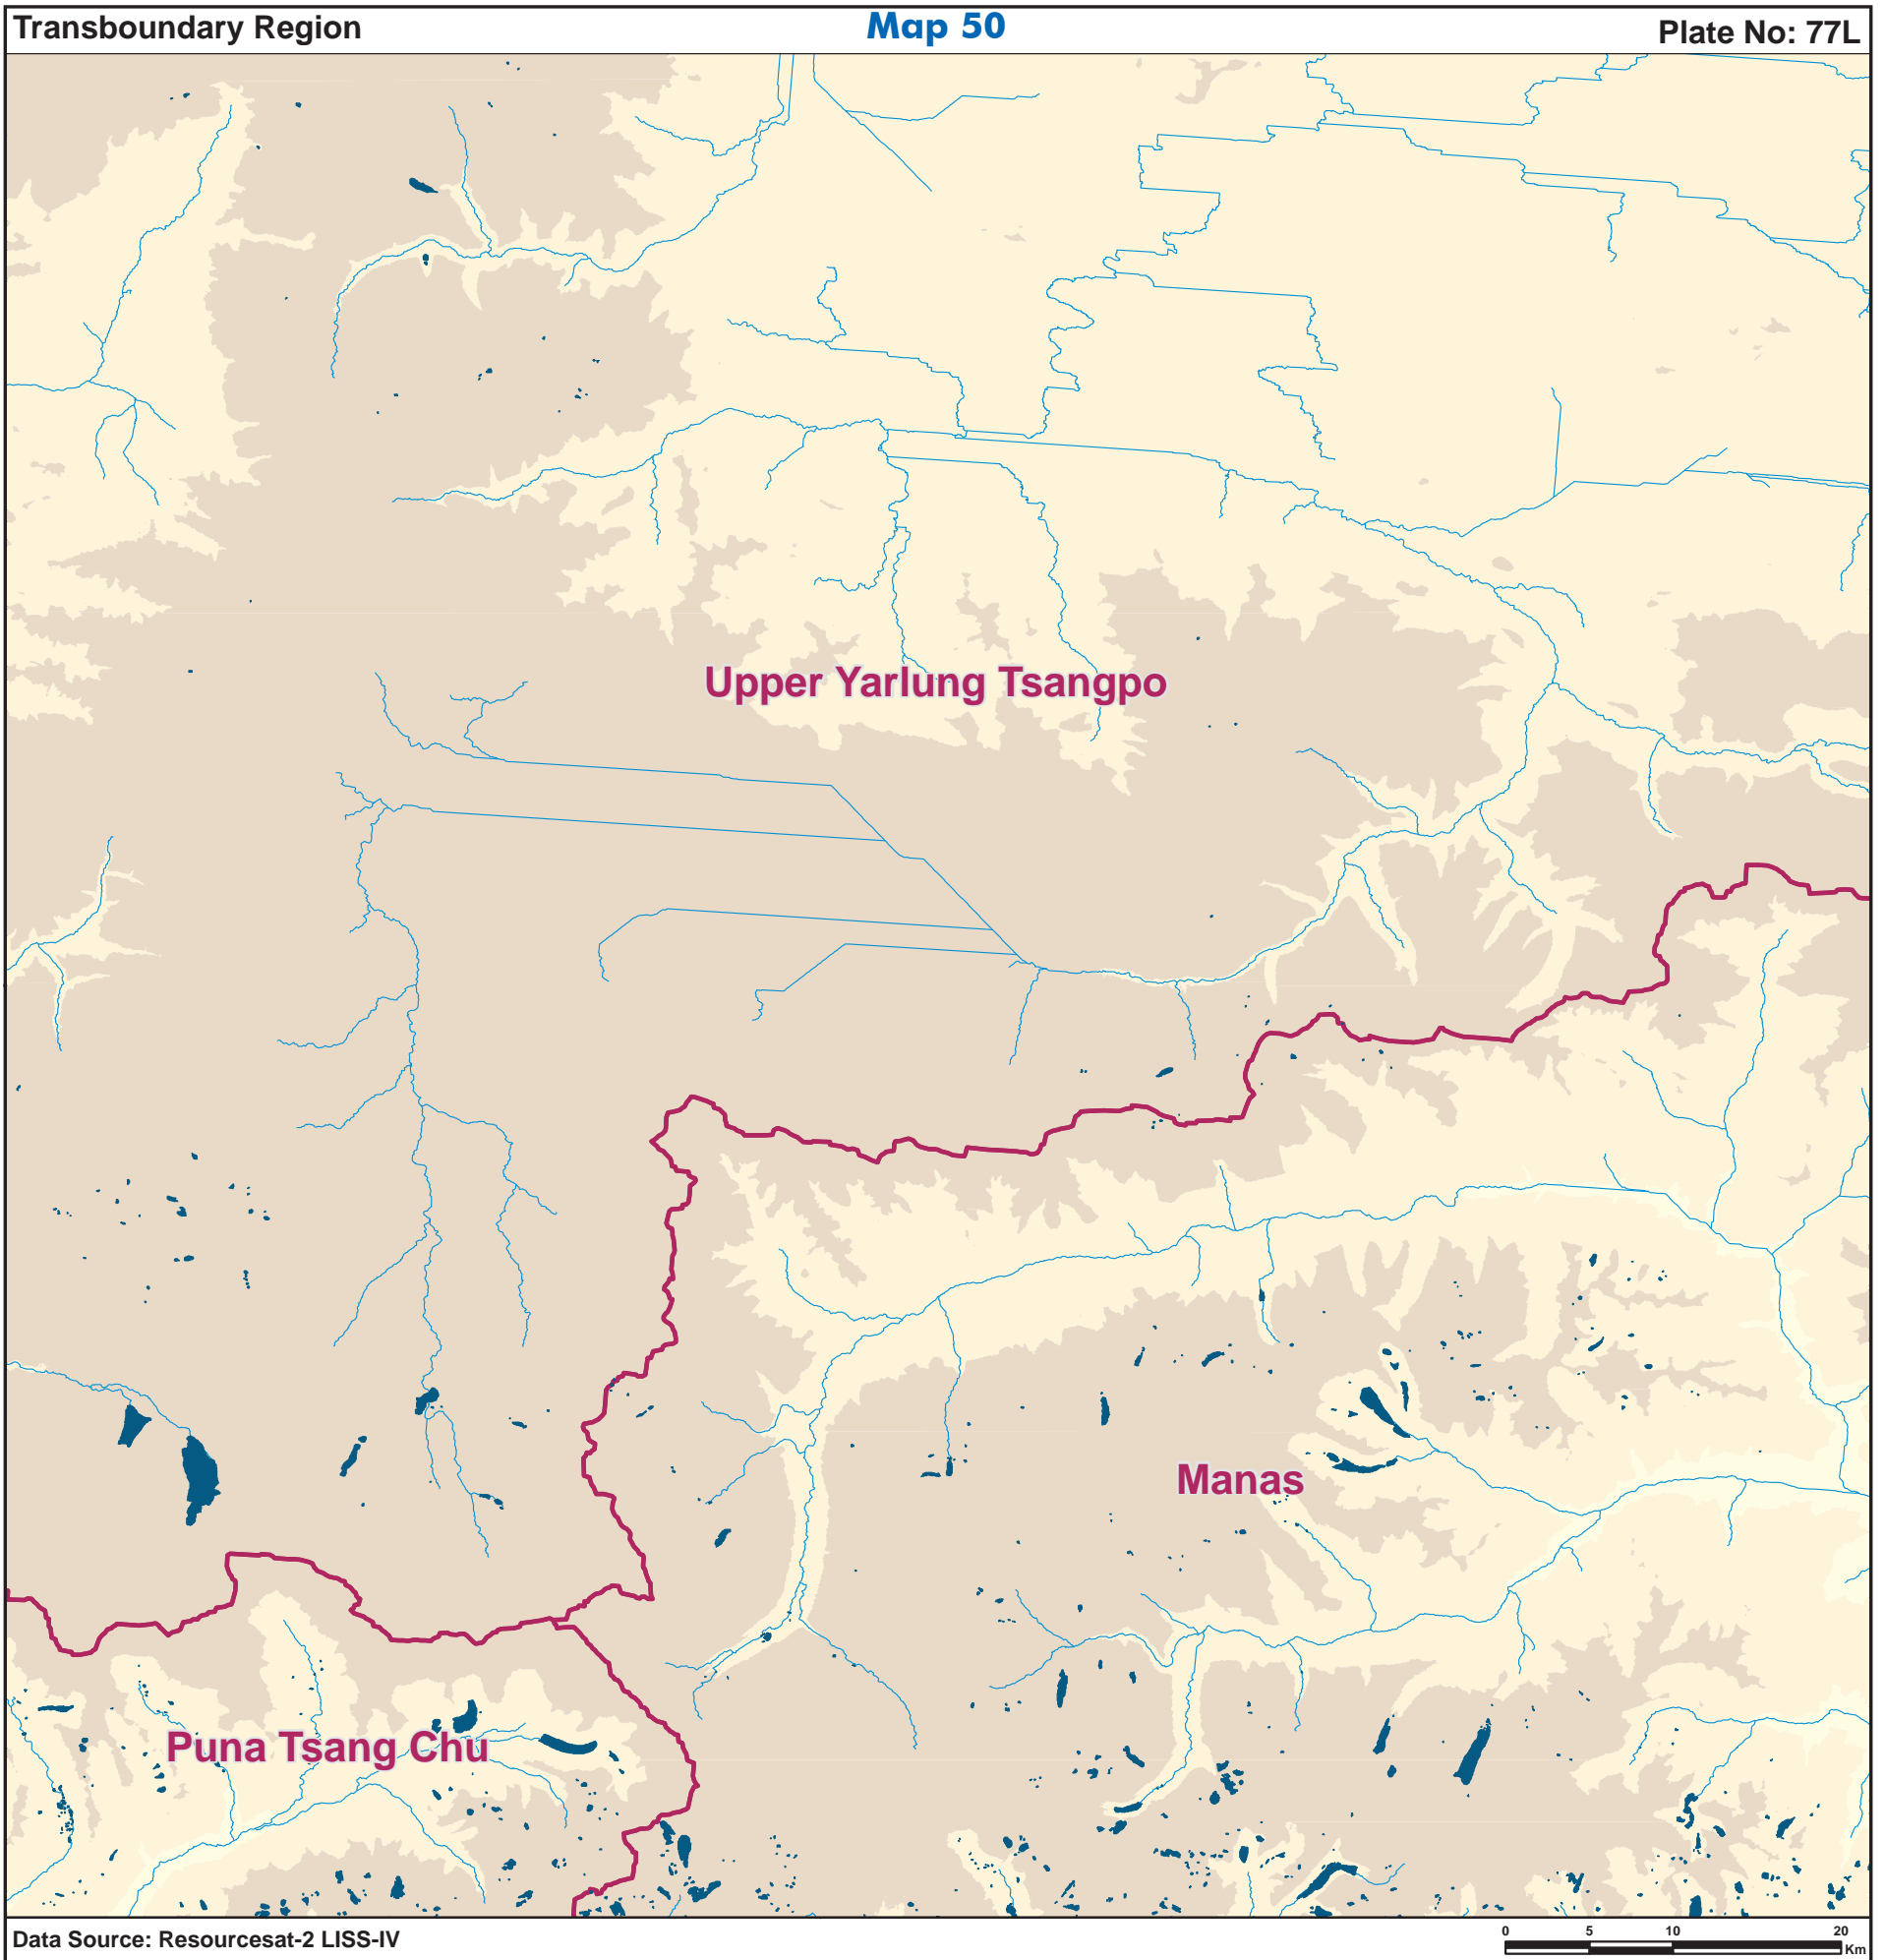 Transboundary Region
Map 50
Plate No: 77L
Upper Yarlung Tsangpo
Manas
Puna Tsang Chu
Data Source: Resourcesat-2 LISS-IV
0 5 10 20
Km